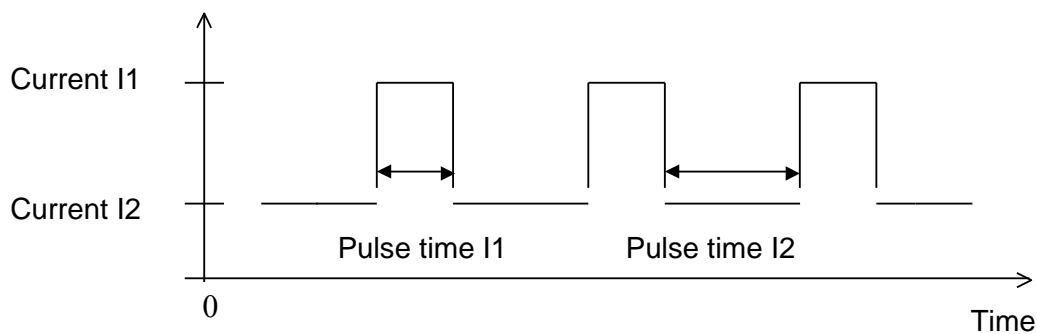 Current I1
Current I2
Pulse time I1
Pulse time I2
0
Time